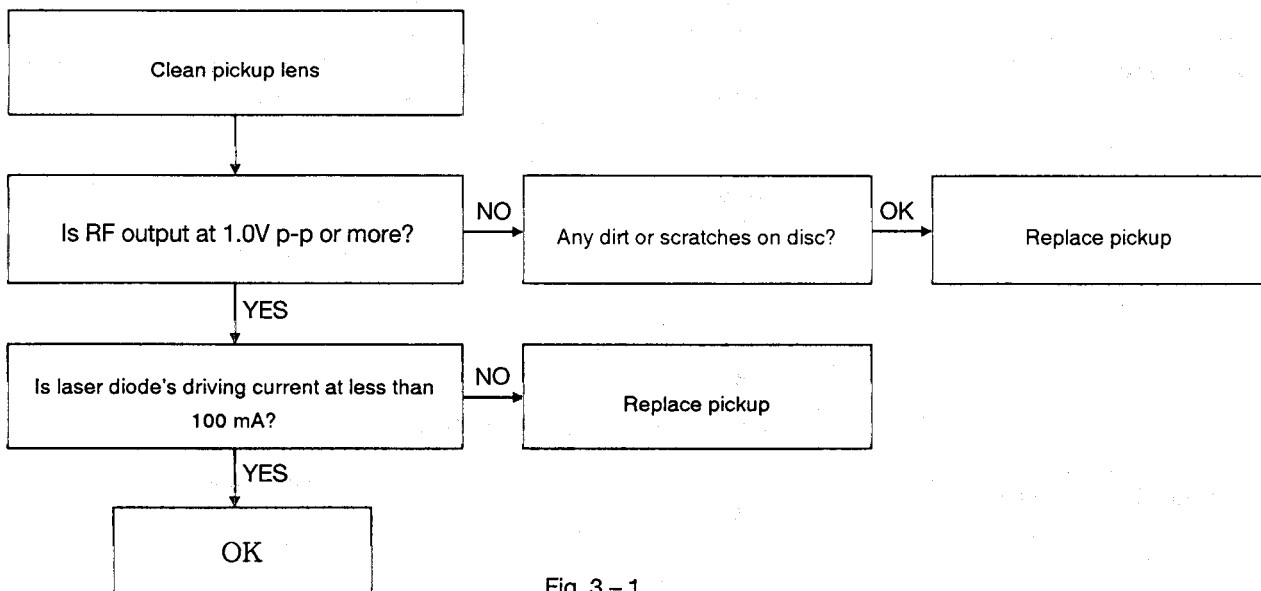 Clean pickup lens
Is RF output at 1.0V p-p or more?
NO
Any dirt or scratches on disc?
OK
Replace pickup
YES
Is laser diode's driving current at less than
100 mA?
NO
Replace pickup
YES
OK
Fig. 3 – 1